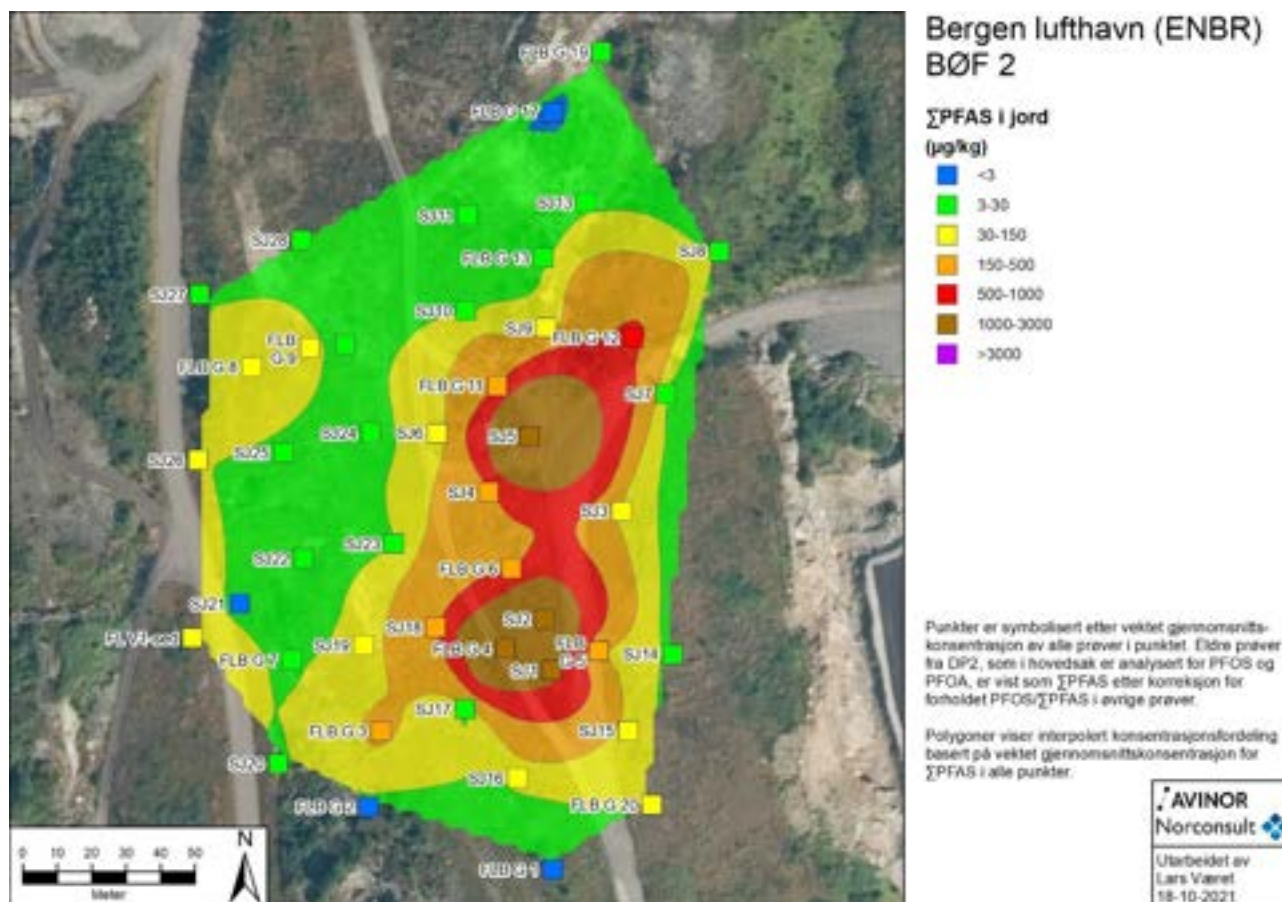 Bergen lufthavn (ENBR)
BØF 2
∑PFAS i jord
(µg/kg)
<3
3-30
30-150
150-500
500-1000
1000-3000
>3000
FLB G 19
FLB G 17
SJ13
SJ11
SJ28
SJ8
FLB G 13
SJ27
SJ10
SJ9
FLB G 12
FLB
G 9
FLB G 8
FLB G 11
SJ7
SJ24
SJ6
SJ5
SJ25
SJ26
SJ4
SJ3
SJ23
SJ22
FLB G 6
SJ21
SJ2
SJ18
FL V1-sed
SJ19
FLB G 4
FLB
G 5
SJ14
FLB G 7
SJ1
SJ17
FLB G 3
SJ15
SJ20
SJ16
FLB G 2
FLB G 20
FLB G 1
0 10 20 30 40 50
Meter
N
Punkter er symbolisert etter vektet gjennomsnitts-
konsentrasjon av alle prøver i punktet. Eldre prøver
fra DP2, som i hovedsak er analysert for PFOS og
PFOA, er vist som ∑PFAS etter korreksjon for
forholdet PFOS/∑PFAS i øvrige prøver.
Polygoner viser interpolert konsentrasjonsfordeling
basert på vektet gjennomsnittskonsentrasjon for
∑PFAS i alle punkter.
AVINOR
Norconsult
Utarbeidet av
Lars Været
18-10-2021